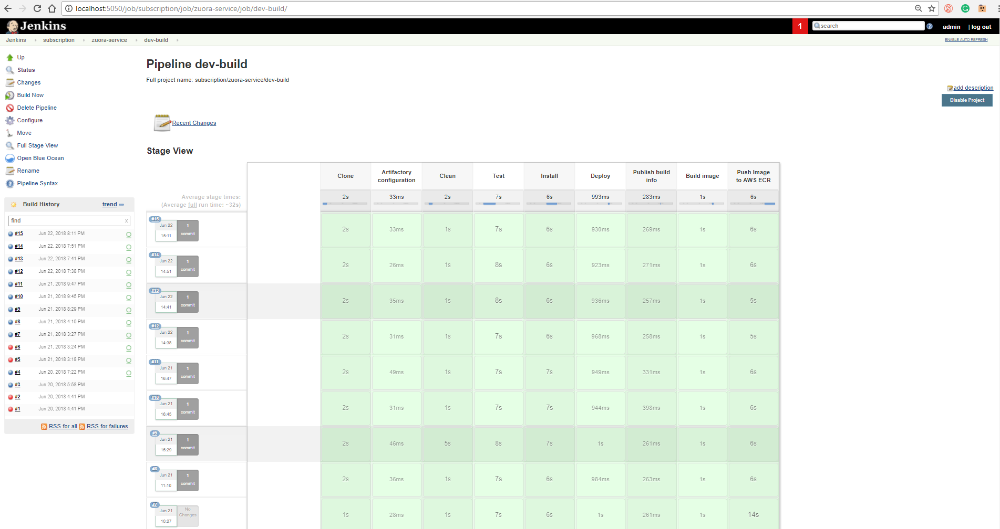 localhost:5050/job/subscription/job/zuora-service/job/dev-build/
Jenkins
1
search
admin
| log out
Jenkins
subscription
zuora-service
dev-build
ENABLE AUTO REFRESH
Up
Status
Changes
Build Now
Delete Pipeline
Configure
Move
Full Stage View
Open Blue Ocean
Rename
Pipeline Syntax
Build History
trend
find
x
#15 Jun 22, 2018 8:11 PM
#14 Jun 22, 2018 7:51 PM
#13 Jun 22, 2018 7:41 PM
#12 Jun 22, 2018 7:38 PM
#11 Jun 21, 2018 9:47 PM
#10 Jun 21, 2018 9:45 PM
#9 Jun 21, 2018 8:29 PM
#8 Jun 21, 2018 4:10 PM
#7 Jun 21, 2018 3:27 PM
#6 Jun 21, 2018 3:24 PM
#5 Jun 21, 2018 3:18 PM
#4 Jun 20, 2018 7:22 PM
#3 Jun 20, 2018 5:58 PM
#2 Jun 20, 2018 4:41 PM
#1 Jun 20, 2018 4:41 PM
RSS for all RSS for failures
Pipeline dev-build
Full project name: subscription/zuora-service/dev-build
add description
Disable Project
Recent Changes
Stage View
Clone
Artifactory
configuration
Clean
Test
Install
Deploy
Publish build
info
Build image
Push Image
to AWS ECR
Average stage times:
(Average full run time: ~32s)
2s 33ms 2s 7s 6s 993ms 283ms 1s 6s
#15
Jun 22
15:11
1
commit
2s 33ms 1s 7s 6s 930ms 269ms 1s 6s
#14
Jun 22
14:51
1
commit
2s 26ms 1s 8s 6s 923ms 271ms 1s 6s
#13
Jun 22
14:41
1
commit
2s 35ms 1s 8s 6s 936ms 257ms 1s 5s
#12
Jun 22
14:38
1
commit
2s 31ms 1s 7s 6s 968ms 258ms 1s 5s
#11
Jun 21
16:47
1
commit
2s 49ms 1s 7s 7s 949ms 331ms 1s 6s
#10
Jun 21
16:45
1
commit
2s 31ms 1s 7s 7s 944ms 398ms 1s 6s
#9
Jun 21
15:29
1
commit
2s 46ms 5s 8s 7s 1s 261ms 1s 6s
#8
Jun 21
11:10
1
commit
2s 36ms 1s 7s 6s 984ms 263ms 1s 6s
#7
Jun 21
10:27
No
Changes
1s 28ms 1s 7s 6s 1s 261ms 1s 14s